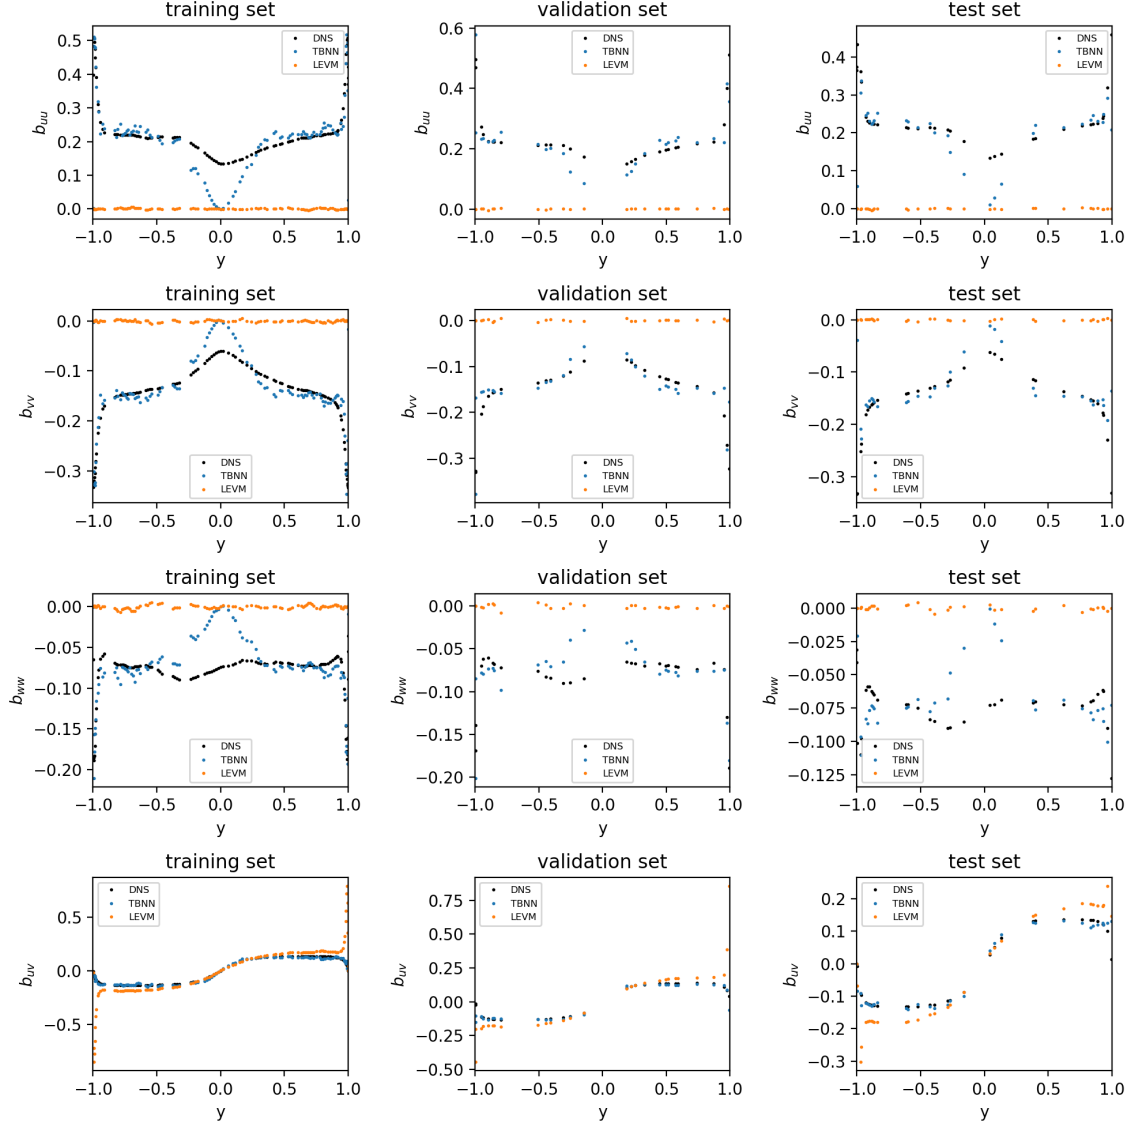 training set
validation set
test set
0.5
0.4
0.3
0.2
0.1
0.0
b_uu
−1.0 −0.5 0.0 0.5 1.0
y
DNS
TBNN
LEVM
0.6
0.4
0.2
0.0
b_uu
−1.0 −0.5 0.0 0.5 1.0
y
DNS
TBNN
LEVM
0.4
0.2
0.0
b_uu
−1.0 −0.5 0.0 0.5 1.0
y
DNS
TBNN
LEVM
training set
validation set
test set
0.0
−0.1
−0.2
−0.3
b_vv
−1.0 −0.5 0.0 0.5 1.0
y
DNS
TBNN
LEVM
0.0
−0.1
−0.2
−0.3
b_vv
−1.0 −0.5 0.0 0.5 1.0
y
DNS
TBNN
LEVM
0.0
−0.1
−0.2
−0.3
b_vv
−1.0 −0.5 0.0 0.5 1.0
y
DNS
TBNN
LEVM
training set
validation set
test set
0.00
−0.05
−0.10
−0.15
−0.20
b_ww
−1.0 −0.5 0.0 0.5 1.0
y
DNS
TBNN
LEVM
0.00
−0.05
−0.10
−0.15
−0.20
b_ww
−1.0 −0.5 0.0 0.5 1.0
y
DNS
TBNN
LEVM
0.000
−0.025
−0.050
−0.075
−0.100
−0.125
b_ww
−1.0 −0.5 0.0 0.5 1.0
y
DNS
TBNN
LEVM
training set
validation set
test set
0.5
0.0
−0.5
b_uv
−1.0 −0.5 0.0 0.5 1.0
y
DNS
TBNN
LEVM
0.75
0.50
0.25
0.00
−0.25
−0.50
b_uv
−1.0 −0.5 0.0 0.5 1.0
y
DNS
TBNN
LEVM
0.2
0.1
0.0
−0.1
−0.2
−0.3
b_uv
−1.0 −0.5 0.0 0.5 1.0
y
DNS
TBNN
LEVM